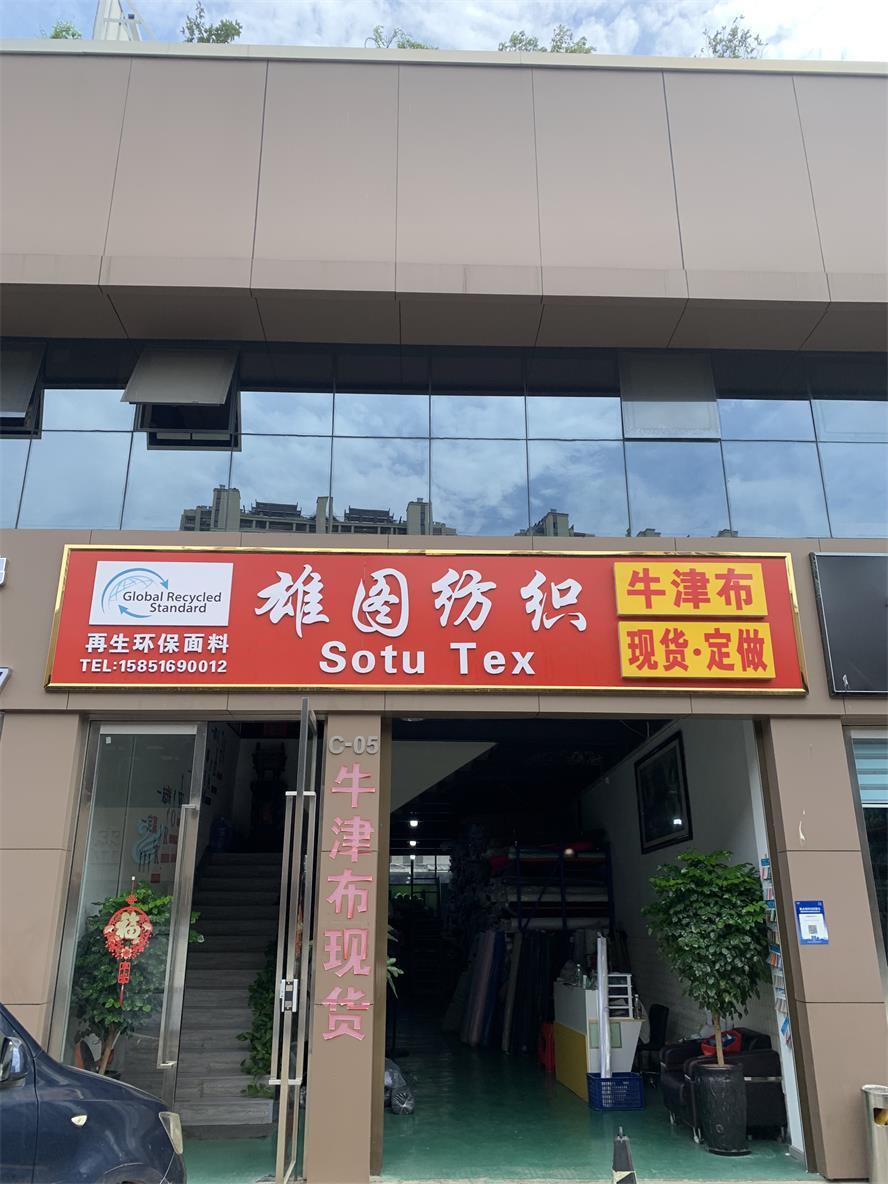 Global Recycled
Standard
再生环保面料
TEL:15851690012
雄图纺织
Sotu Tex
牛津布
现货·定做
C-05
牛津布现货
福